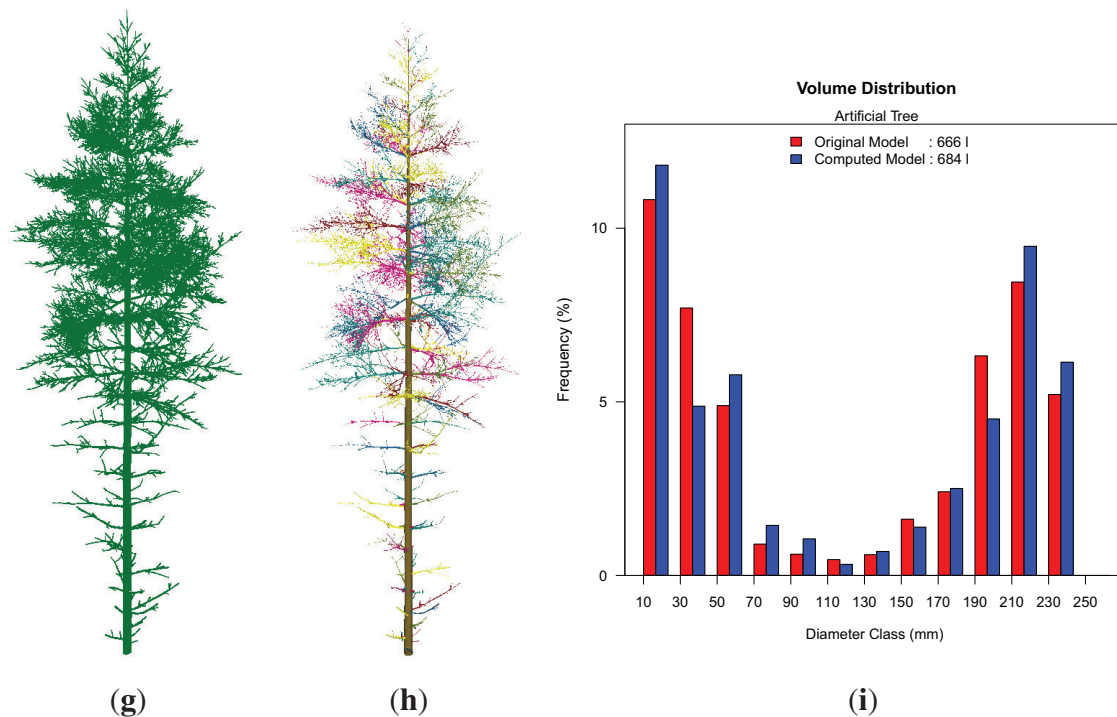 Volume Distribution
Artificial Tree
Original Model : 666 l
Computed Model : 684 l
Frequency (%)
10
5
0
10 30 50 70 90 110 130 150 170 190 210 230 250
Diameter Class (mm)
(g) (h) (i)